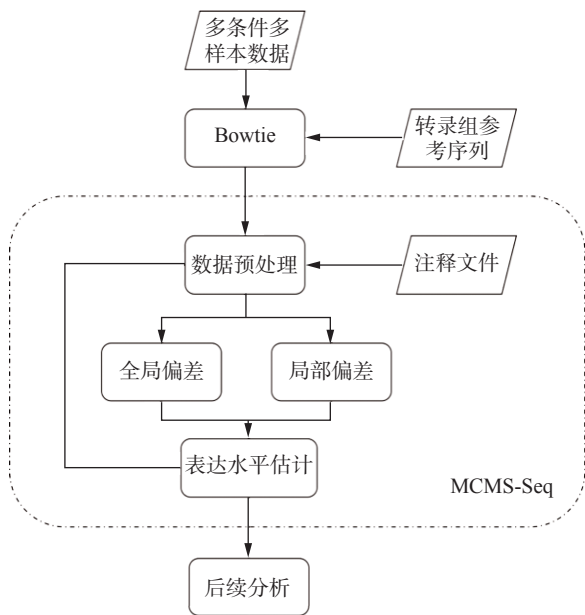 多条件多
样本数据
Bowtie
转录组参
考序列
数据预处理
注释文件
全局偏差
局部偏差
表达水平估计
MCMS-Seq
后续分析